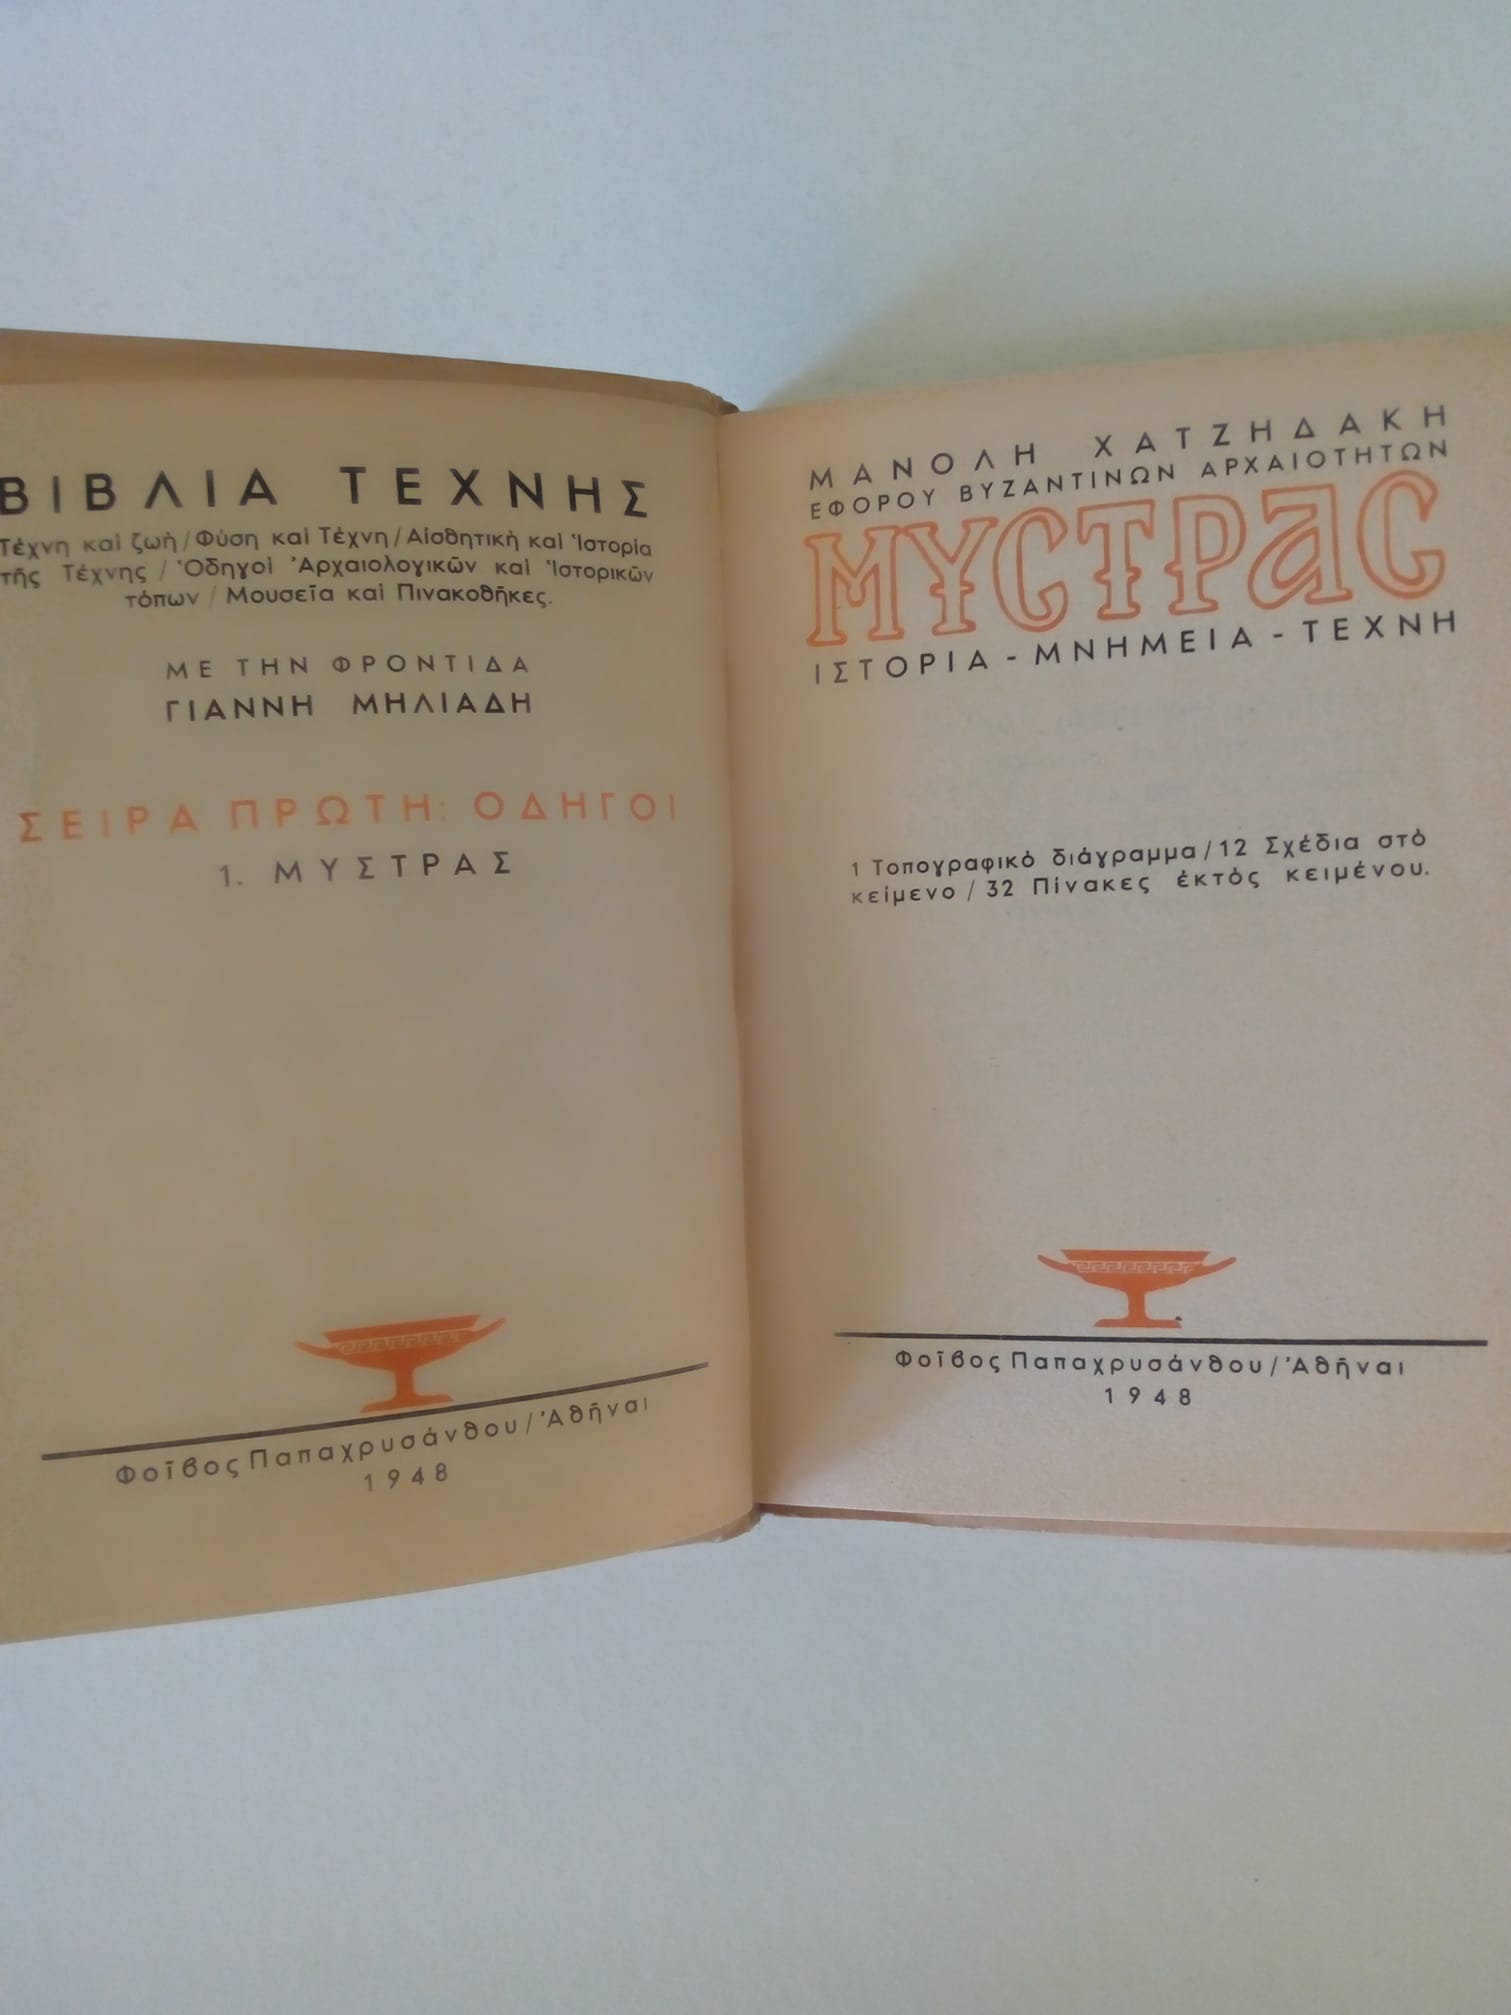 ΒΙΒΛΙΑ ΤΕΧΝΗΣ
Τέχνη καὶ ζωὴ / Φύση καὶ Τέχνη / Αἰσθητικὴ καὶ Ἱστορία
τῆς Τέχνης / Ὁδηγοὶ Ἀρχαιολογικῶν καὶ Ἱστορικῶν
τόπων / Μουσεῖα καὶ Πινακοθῆκες.
ΜΕ ΤΗΝ ΦΡΟΝΤΙΔΑ
ΓΙΑΝΝΗ ΜΗΛΙΑΔΗ
ΣΕΙΡΑ ΠΡΩΤΗ: ΟΔΗΓΟΙ
1. ΜΥΣΤΡΑΣ
Φοῖβος Παπαχρυσάνθου / Ἀθῆναι
1948
ΜΑΝΟΛΗ ΧΑΤΖΗΔΑΚΗ
ΕΦΟΡΟΥ ΒΥΖΑΝΤΙΝΩΝ ΑΡΧΑΙΟΤΗΤΩΝ
ΜΥΣΤΡΑΣ
ΙΣΤΟΡΙΑ - ΜΝΗΜΕΙΑ - ΤΕΧΝΗ
1 Τοπογραφικὸ διάγραμμα / 12 Σχέδια στὸ
κείμενο / 32 Πίνακες ἐκτὸς κειμένου.
Φοῖβος Παπαχρυσάνθου / Ἀθῆναι
1948